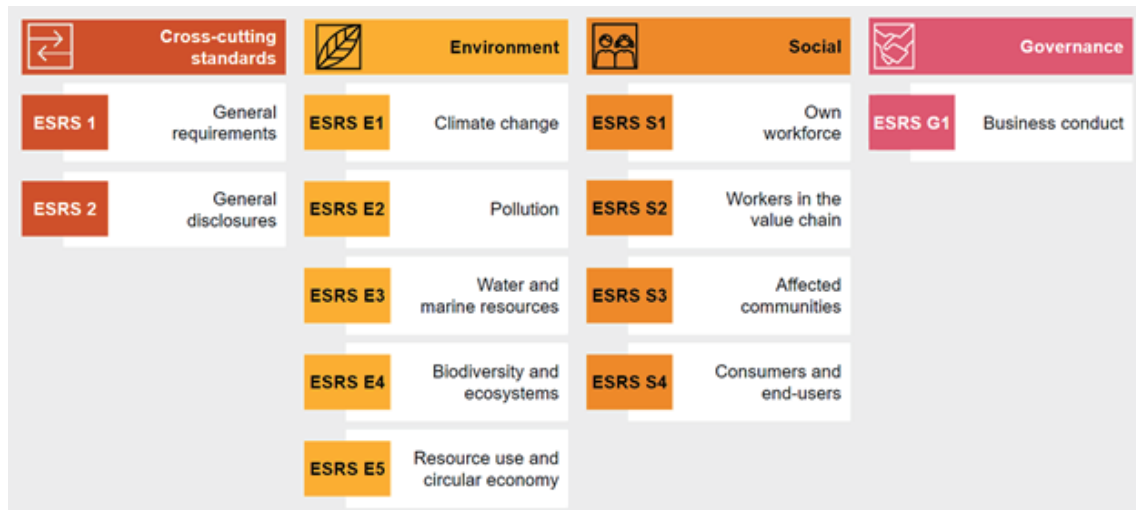 Cross-cutting
standards
ESRS 1
General
requirements
ESRS 2
General
disclosures
Environment
ESRS E1
Climate change
ESRS E2
Pollution
ESRS E3
Water and
marine resources
ESRS E4
Biodiversity and
ecosystems
ESRS E5
Resource use and
circular economy
Social
ESRS S1
Own
workforce
ESRS S2
Workers in the
value chain
ESRS S3
Affected
communities
ESRS S4
Consumers and
end-users
Governance
ESRS G1
Business conduct